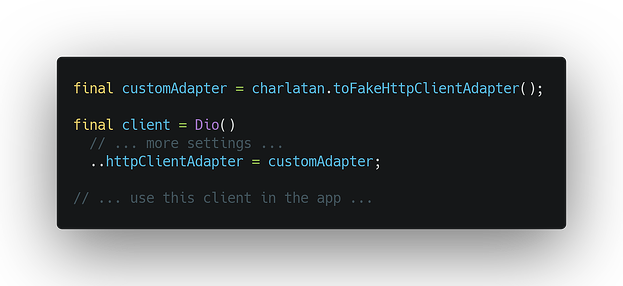 final customAdapter = charlatan.toFakeHttpClientAdapter();
final client = Dio()
// ... more settings ...
..httpClientAdapter = customAdapter;
// ... use this client in the app ...